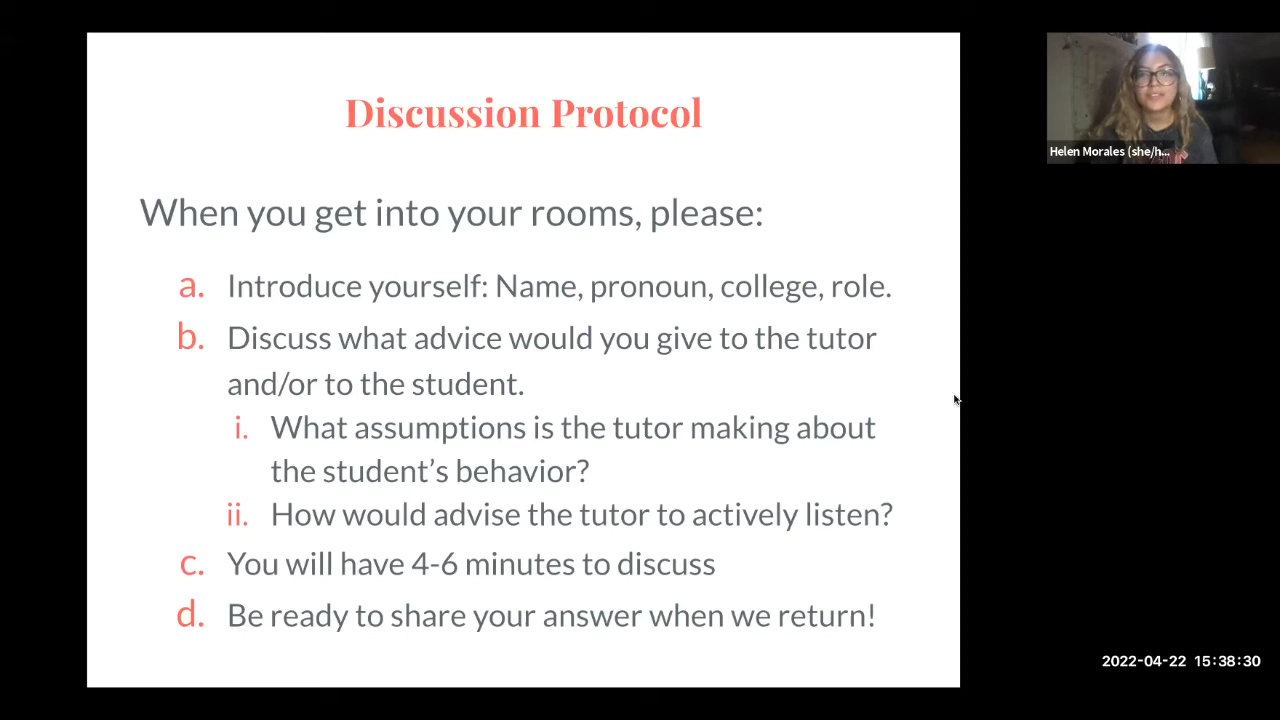 Discussion Protocol
When you get into your rooms, please:
a. Introduce yourself: Name, pronoun, college, role.
b. Discuss what advice would you give to the tutor
and/or to the student.
i. What assumptions is the tutor making about
the student's behavior?
ii. How would advise the tutor to actively listen?
c. You will have 4-6 minutes to discuss
d. Be ready to share your answer when we return!
Helen Morales (she/h...
2022-04-22 15:38:30